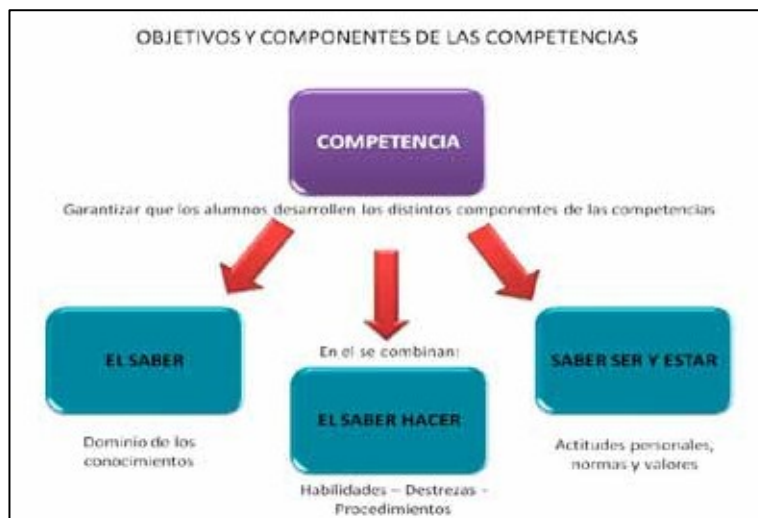 OBJETIVOS Y COMPONENTES DE LAS COMPETENCIAS
COMPETENCIA
Garantizar que los alumnos desarrollen los distintos componentes de las competencias
EL SABER
Dominio de los
conocimientos
En el se combinan:
EL SABER HACER
Habilidades – Destrezas -
Procedimientos
SABER SER Y ESTAR
Actitudes personales,
normas y valores